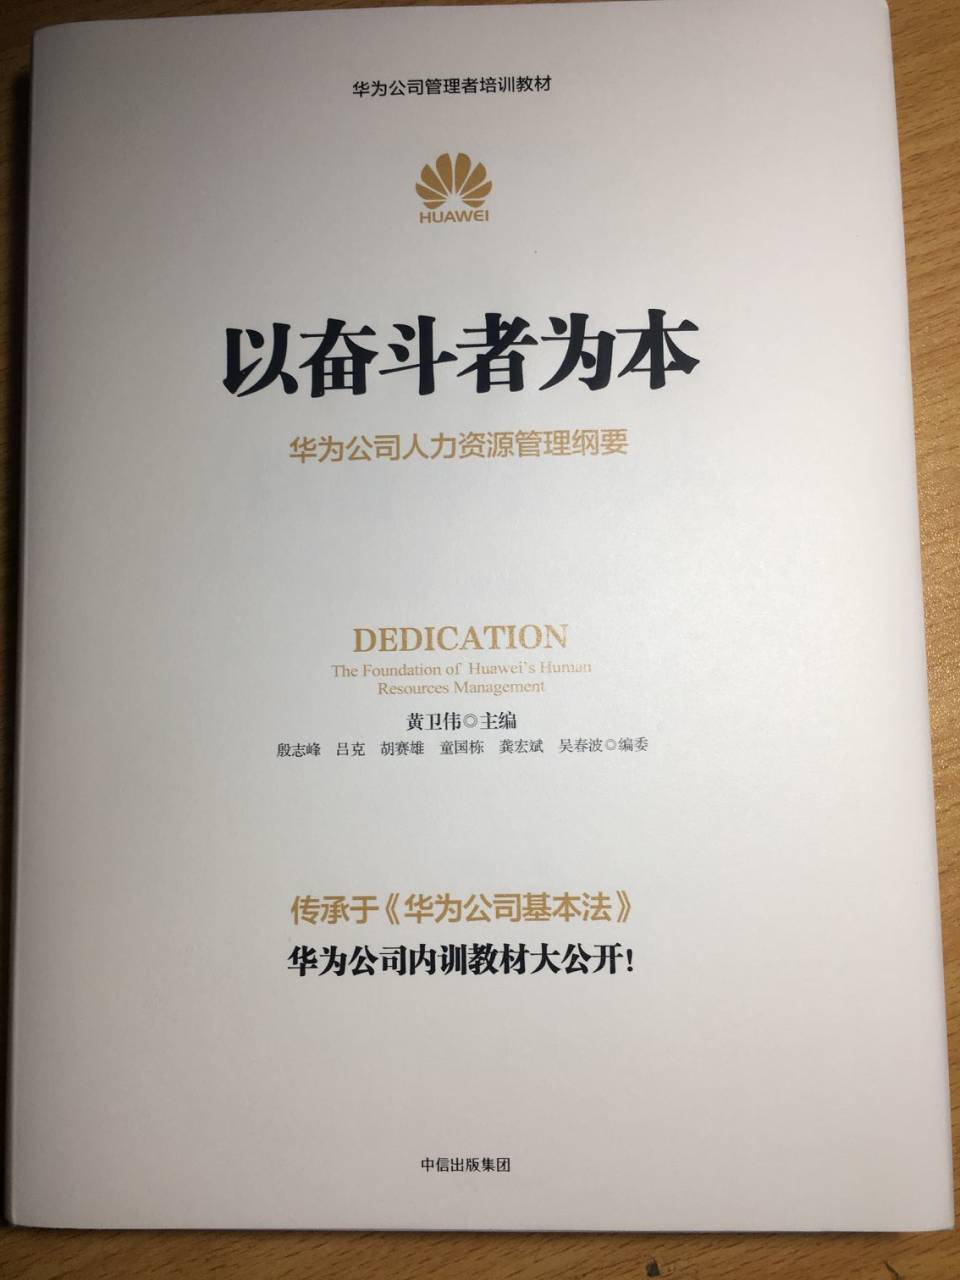 华为公司管理者培训教材
HUAWEI
以奋斗者为本
华为公司人力资源管理纲要
DEDICATION
The Foundation of Huawei's Human
Resources Management
黄卫伟◎主编
殷志峰 吕克 胡赛雄 童国栋 龚宏斌 吴春波◎编委
传承于《华为公司基本法》
华为公司内训教材大公开!
中信出版集团